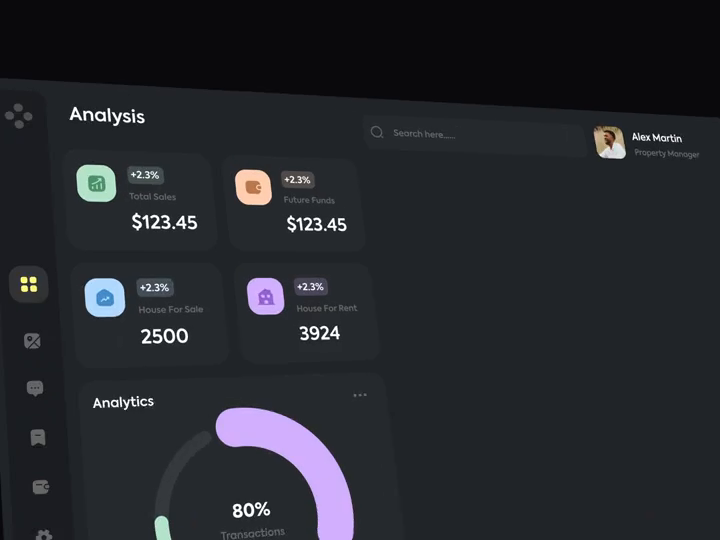 Analysis
Search here......
Alex Martin
Property Manager
+2.3%
Total Sales
$123.45
+2.3%
Future Funds
$123.45
+2.3%
House For Sale
2500
+2.3%
House For Rent
3924
Analytics
80%
Transactions